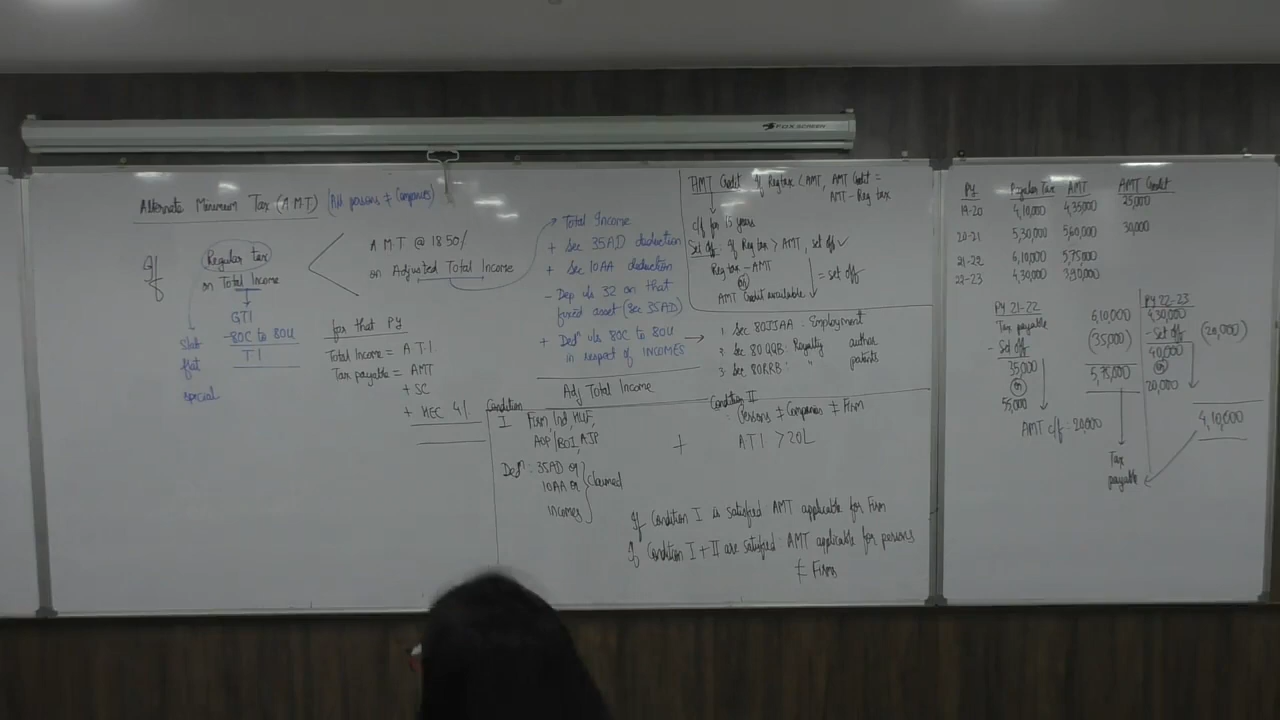 FOX SCREEN
Alternate Minimum Tax (AMT) (All persons ≠ Companies)
If
Regular tax
on Total Income
GTI
-80C to 80U
TI
slab
flat
special
<
AMT @ 18.50%
on Adjusted Total Income
for that PY
Total Income = ATI
Tax payable = AMT
+ SC
+ HEC 4%
Total Income
+ Sec 35AD deduction
+ Sec 10AA deduction
- Dep u/s 32 on that
fixed asset (Sec 35AD)
+ Dedn u/s 80C to 80U
in respect of INCOMES
Adj Total Income
1. Sec 80JJAA: Employment
2. Sec 80QQB: Royalty author
3. Sec 80RRB: " patents
AMT Credit If Reg tax < AMT, AMT Credit =
AMT - Reg tax
c/f for 15 years
Set Off: If Reg tax > AMT, set off ✓
Reg tax - AMT
(or)
AMT Credit available
= set off
Condition
I Firm, Ind, HUF,
AOP/BOI, AJP
Dedn: 35AD or
10AA or
incomes
claimed
+
Condition II
: Persons ≠ Companies ≠ Firm
ATI > 20L
If Condition I is satisfied AMT applicable for Firm
If Condition I + II are satisfied: AMT applicable for persons
≠ Firms
PY Regular Tax AMT AMT Credit
19-20 4,10,000 4,35,000 25,000
20-21 5,30,000 5,60,000 30,000
21-22 6,10,000 5,75,000
22-23 4,30,000 3,90,000
PY 21-22
Tax payable 6,10,000
- Set Off (35,000)
35,000
(or)
55,000
5,75,000
AMT c/f: 20,000
Tax
payable
PY 22-23
4,30,000
- Set Off (20,000)
40,000
(or)
20,000
4,10,000